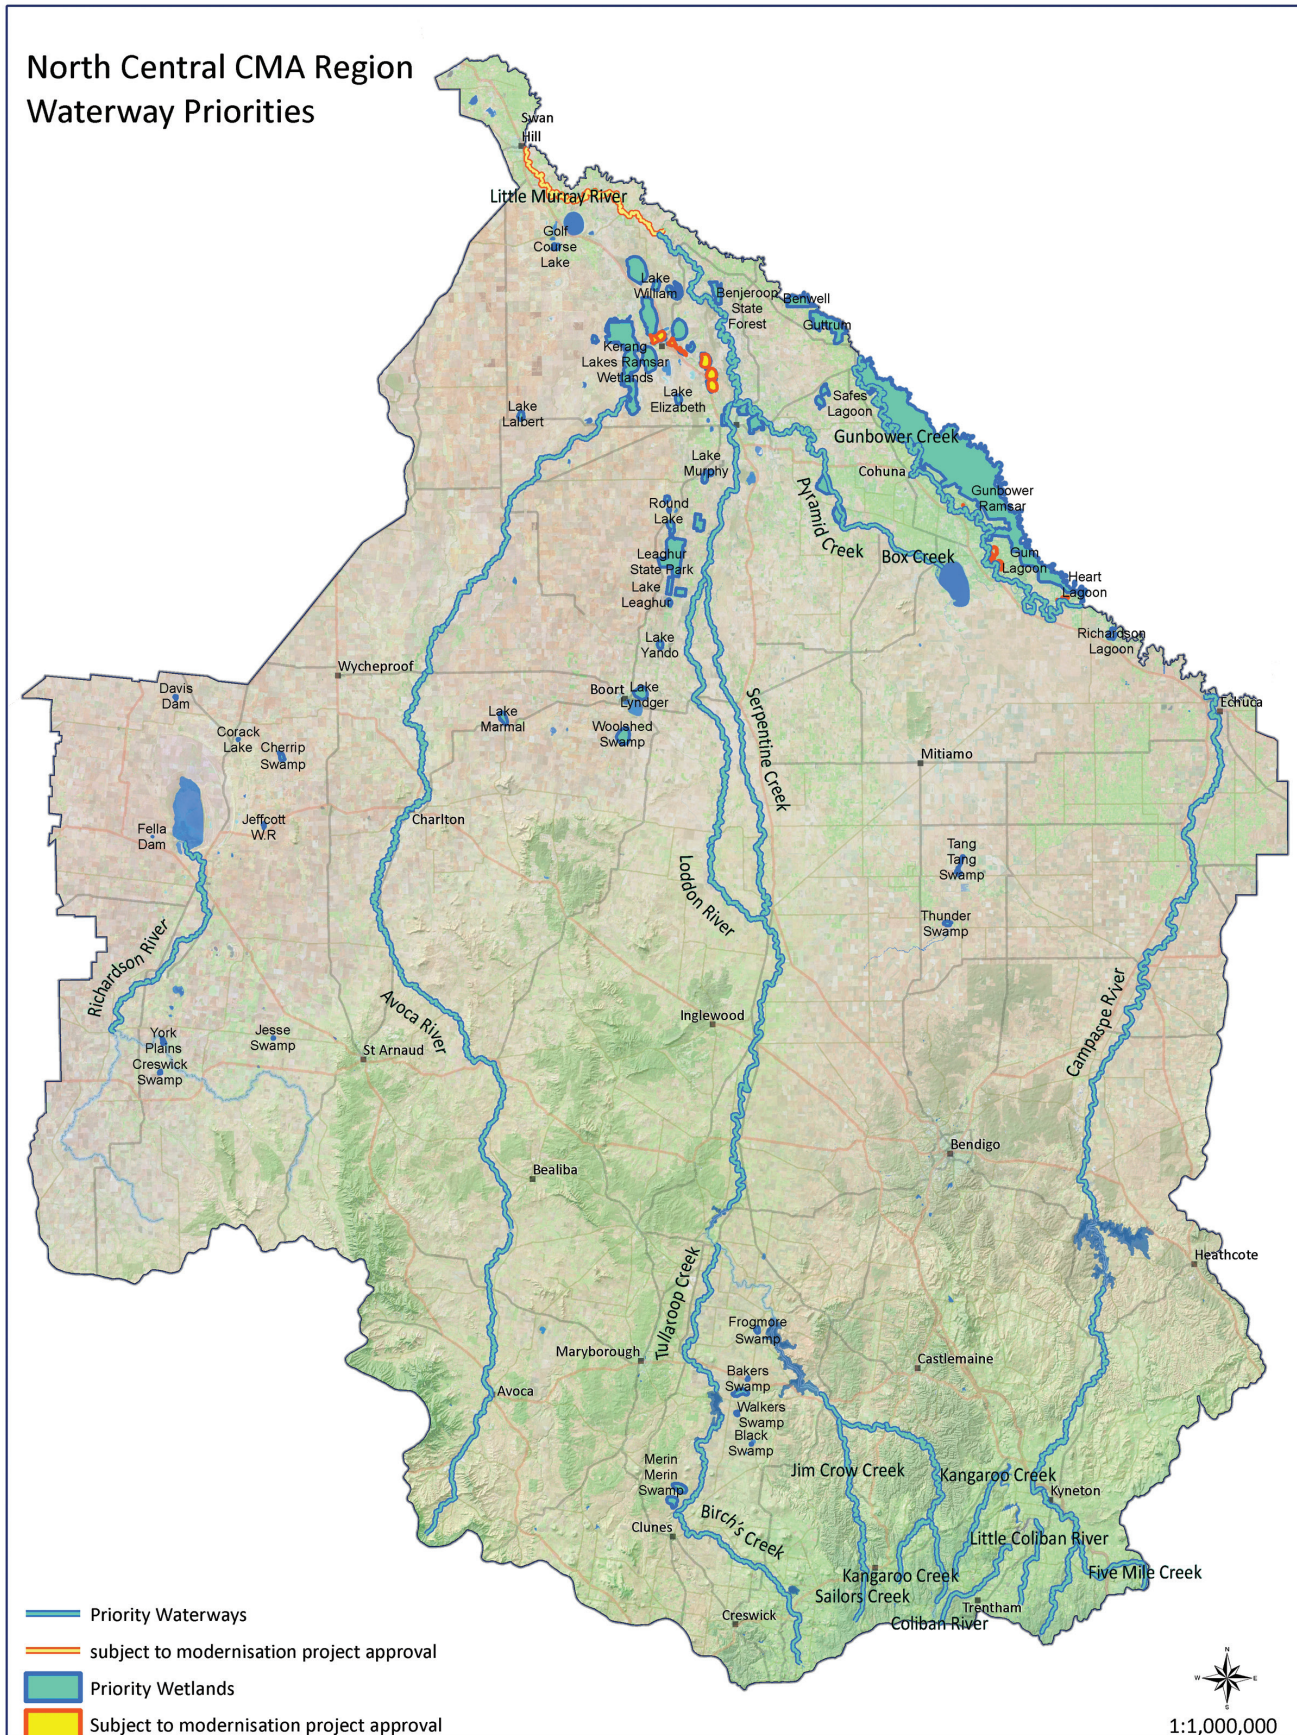 North Central CMA Region
Waterway Priorities
Swan
Hill
Little Murray River
Golf
Course
Lake
Lake
William
Benjeroop
State
Forest
Benwell
Guttrum
Kerang
Lakes Ramsar
Wetlands
Lake
Elizabeth
Safes
Lagoon
Lake
Lalbert
Gunbower Creek
Cohuna
Lake
Murphy
Gunbower
Ramsar
Round
Lake
Pyramid Creek
Box Creek
Leaghur
State Park
Gum
Lagoon
Lake
Leaghur
Heart
Lagoon
Richardson
Lagoon
Lake
Yando
Wycheproof
Davis
Dam
Boort
Lake
Lyndger
Echuca
Lake
Marmal
Woolshed
Swamp
Serpentine Creek
Corack
Lake
Cherrip
Swamp
Mitiamo
Fella
Dam
Jeffcott
W.R
Charlton
Tang
Tang
Swamp
Loddon River
Thunder
Swamp
Richardson River
Avoca River
Campaspe River
Inglewood
York
Plains
Jesse
Swamp
St Arnaud
Creswick
Swamp
Bendigo
Bealiba
Heathcote
Tullaroop Creek
Frogmore
Swamp
Maryborough
Castlemaine
Bakers
Swamp
Avoca
Walkers
Swamp
Black
Swamp
Merin
Merin
Swamp
Jim Crow Creek
Kangaroo Creek
Kyneton
Birch's Creek
Clunes
Little Coliban River
Kangaroo Creek
Five Mile Creek
Sailors Creek
Trentham
Creswick
Coliban River
Priority Waterways
subject to modernisation project approval
Priority Wetlands
Subject to modernisation project approval
N
W
E
S
1:1,000,000